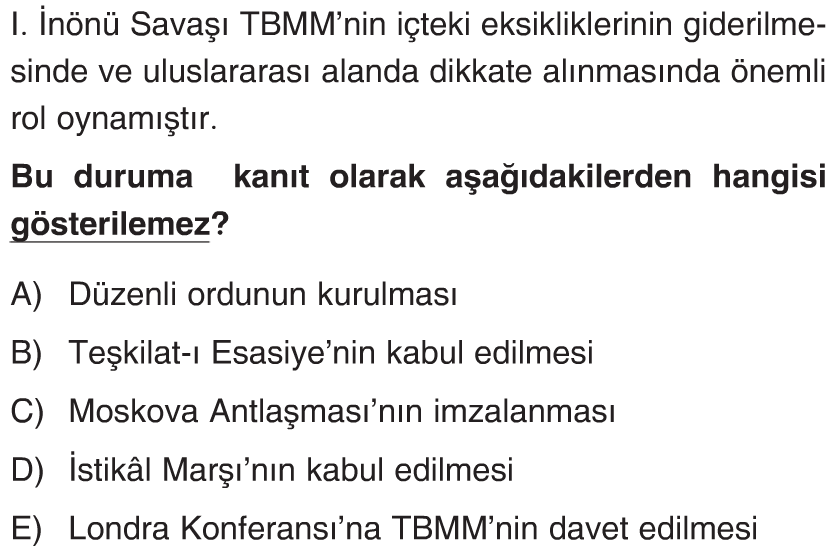 I. İnönü Savaşı TBMM’nin içteki eksikliklerinin giderilme-
sinde ve uluslararası alanda dikkate alınmasında önemli
rol oynamıştır.
Bu duruma kanıt olarak aşağıdakilerden hangisi
gösterilemez?
A) Düzenli ordunun kurulması
B) Teşkilat-ı Esasiye’nin kabul edilmesi
C) Moskova Antlaşması’nın imzalanması
D) İstikâl Marşı’nın kabul edilmesi
E) Londra Konferansı’na TBMM’nin davet edilmesi